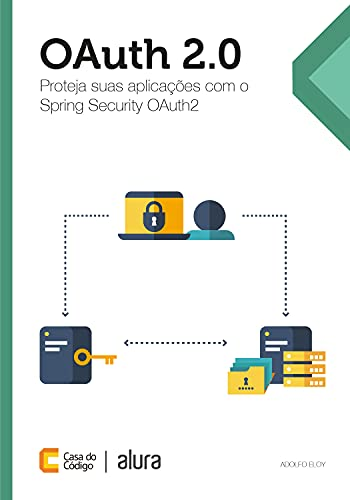 OAuth 2.0
Proteja suas aplicações com o
Spring Security OAuth2
Casa do
Código
alura
ADOLFO ELOY